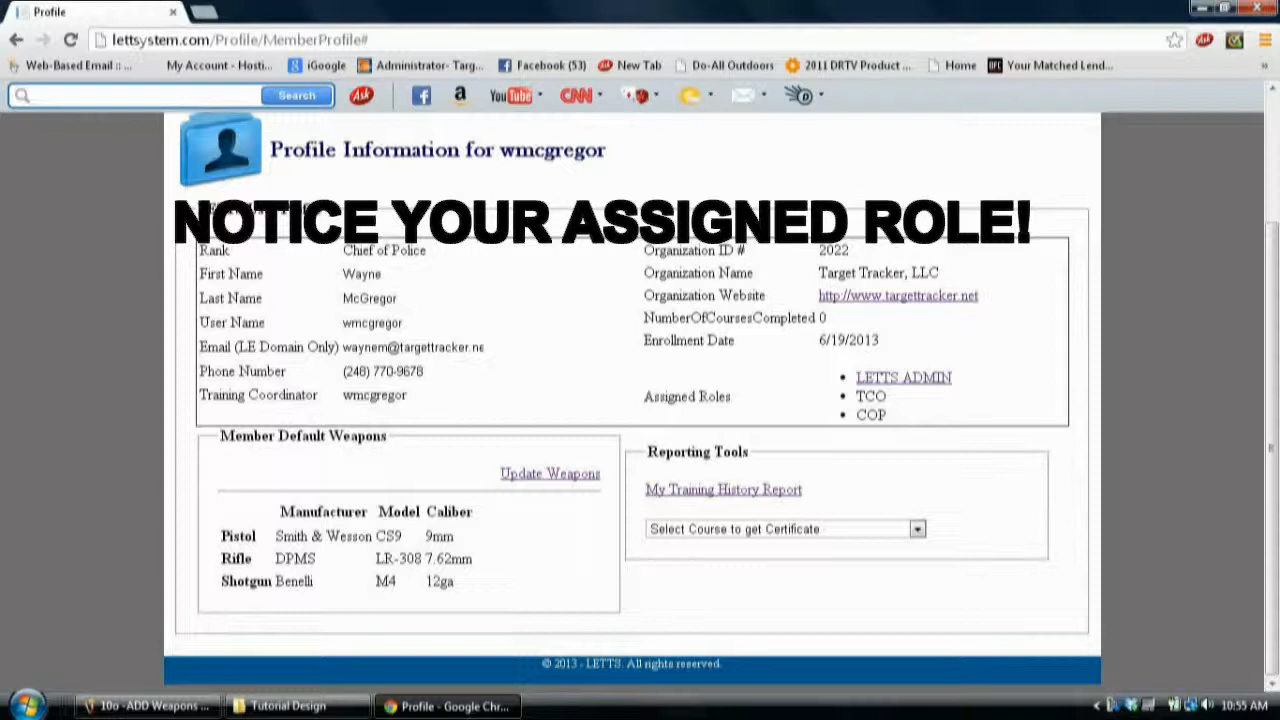 Profile
lettsystem.com/Profile/MemberProfile#
Web-Based Email :: ... My Account - Hosti... iGoogle Administrator- Targ... Facebook (53) Ask New Tab Do-All Outdoors 2011 DRTV Product ... Home UFC Your Matched Lend... »
Search Ask f a YouTube CNN
Profile Information for wmcgregor
NOTICE YOUR ASSIGNED ROLE!
Rank Chief of Police Organization ID # 2022
First Name Wayne Organization Name Target Tracker, LLC
Last Name McGregor Organization Website http://www.targettracker.net
User Name wmcgregor NumberOfCoursesCompleted 0
Email (LE Domain Only) waynem@targettracker.ne Enrollment Date 6/19/2013
Phone Number (248) 770-9678
Training Coordinator wmcgregor Assigned Roles
• LETTS ADMIN
• TCO
• COP
Member Default Weapons
Update Weapons
Manufacturer Model Caliber
Pistol Smith & Wesson CS9 9mm
Rifle DPMS LR-308 7.62mm
Shotgun Benelli M4 12ga
Reporting Tools
My Training History Report
Select Course to get Certificate
© 2013 - LETTS. All rights reserved.
10o -ADD Weapons ... Tutorial Design Profile - Google Chr... 10:55 AM